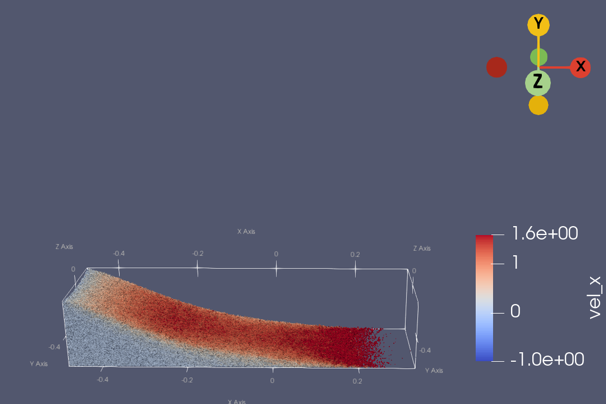 Y
X
Z
X Axis
Z Axis
Z Axis
-0.4
-0.2
0
0.2
0
0
1.6e+00
1
0
-1.0e+00
vel_x
-0.4
-0.4
Y Axis
Y Axis
-0.4
-0.2
0
0.2
X Axis